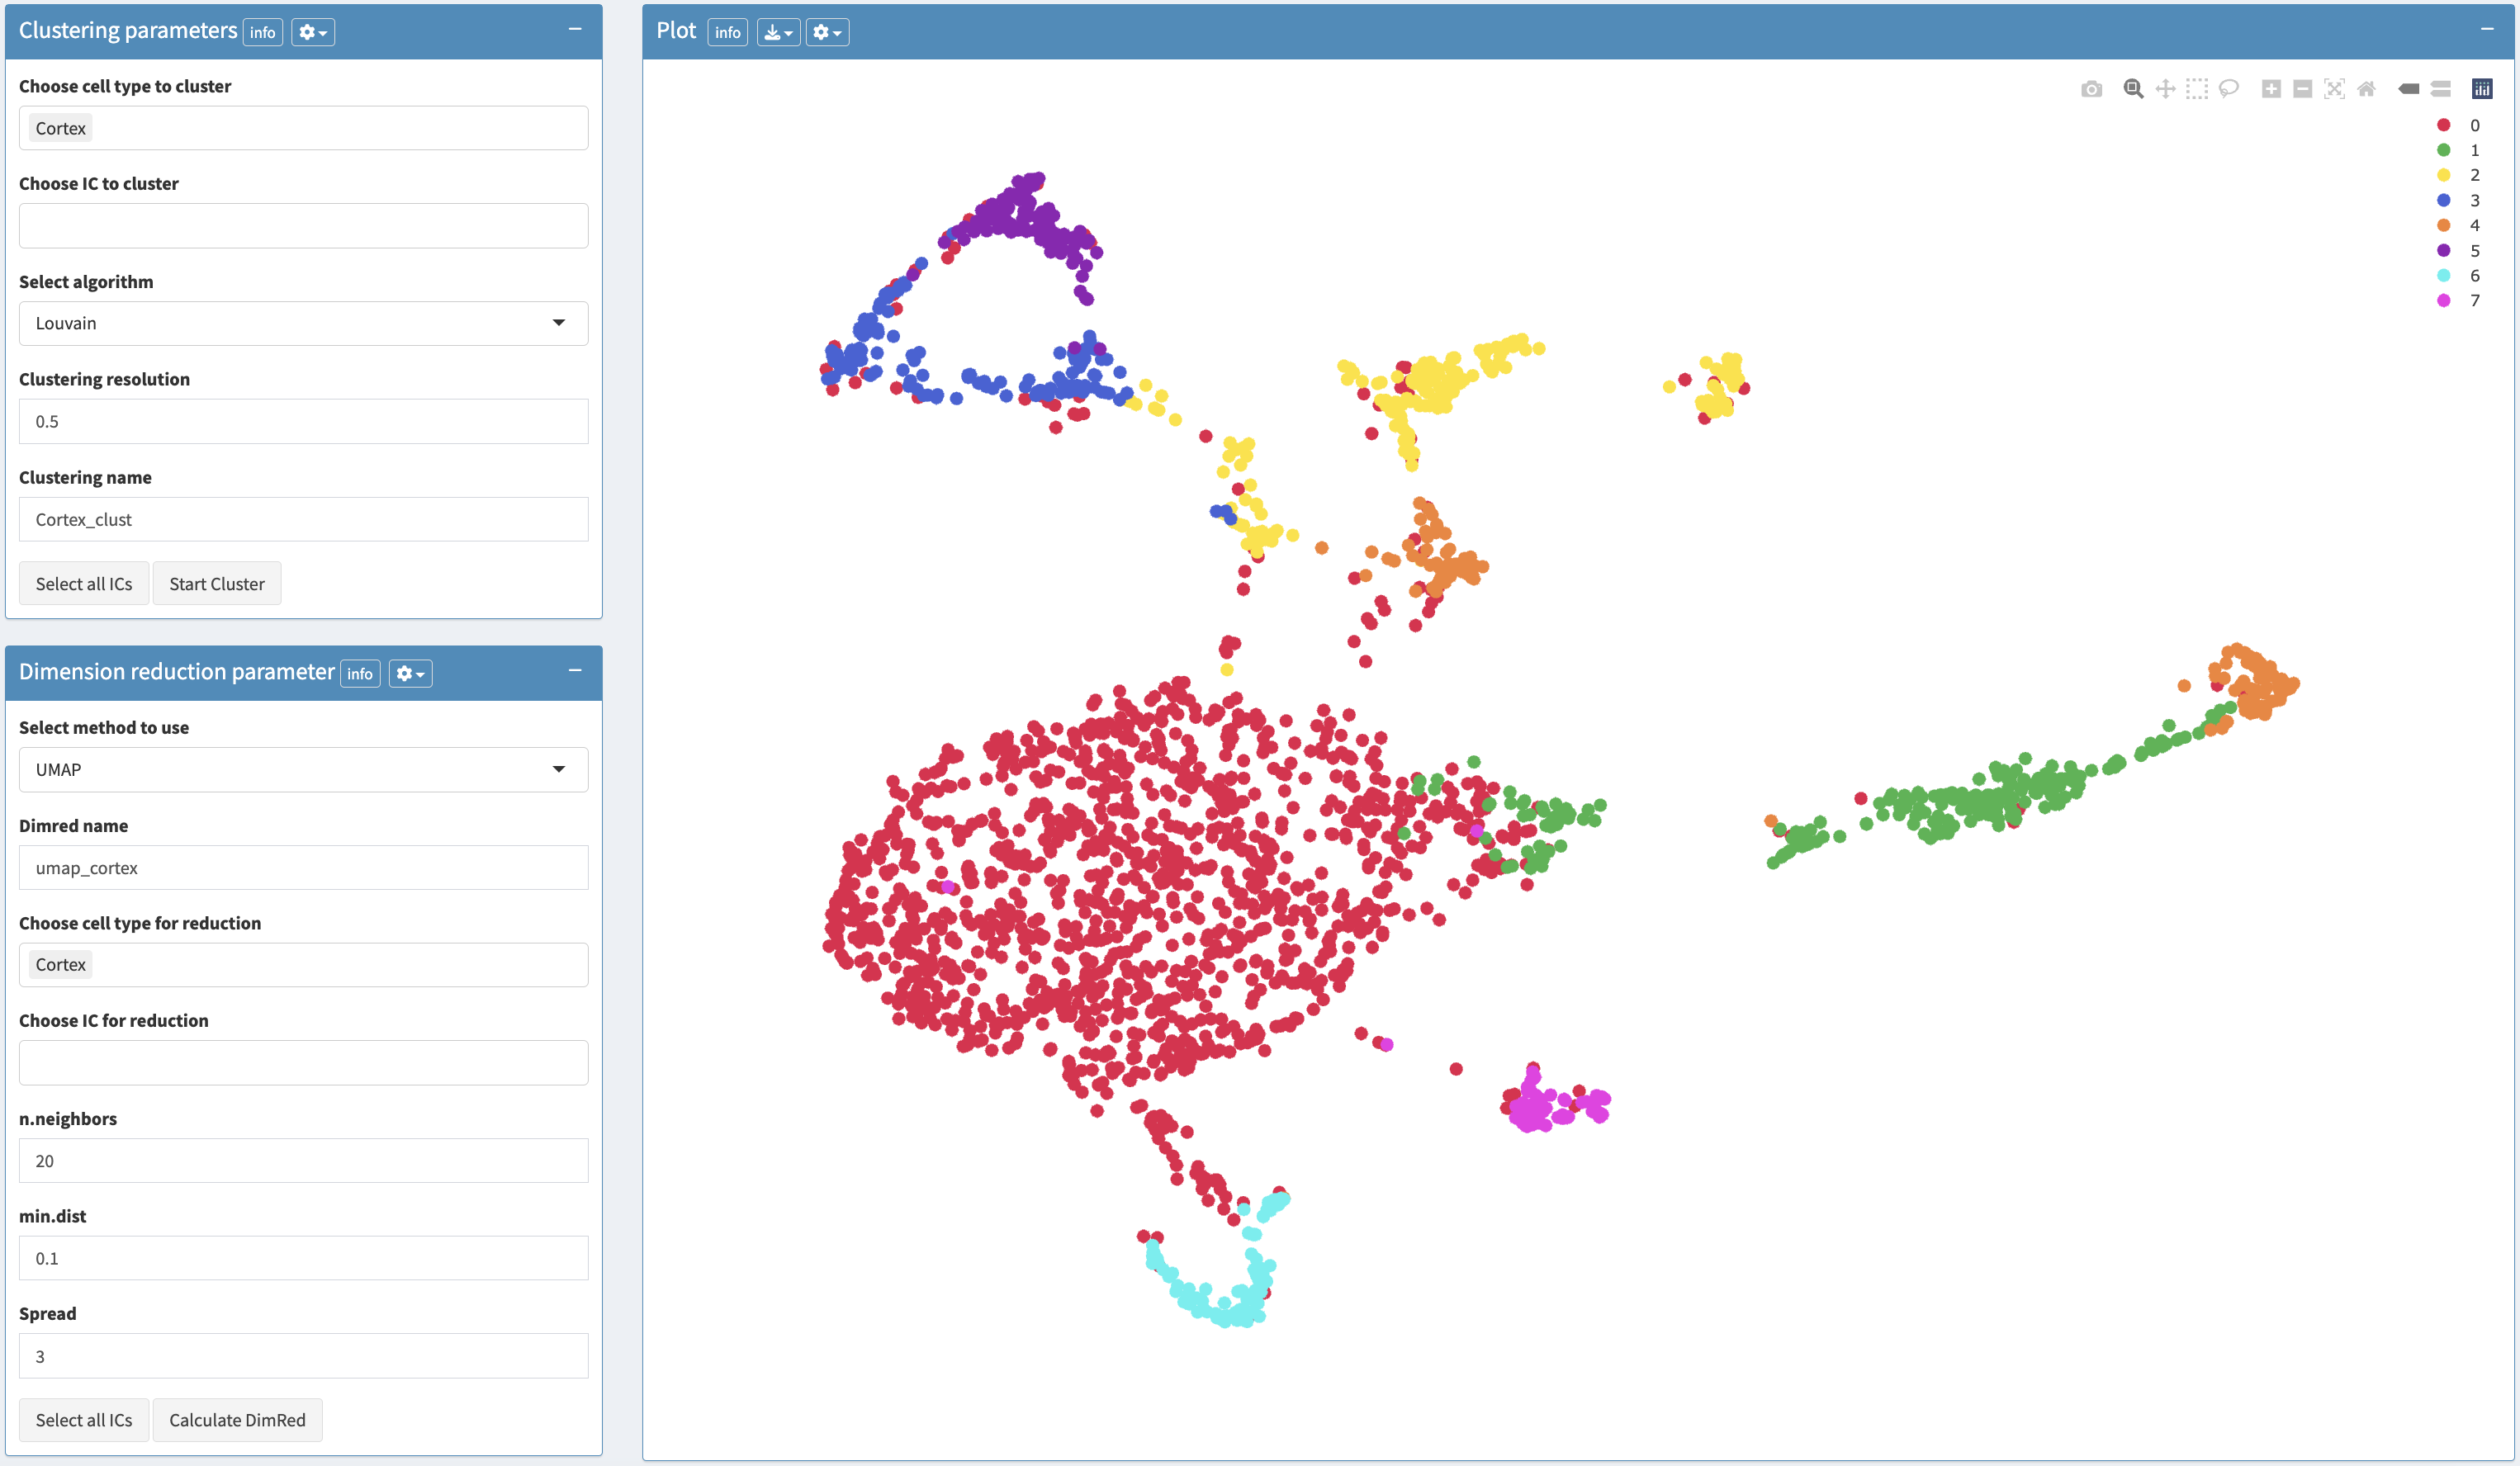 Clustering parameters info
Choose cell type to cluster
Cortex
Choose IC to cluster
Select algorithm
Louvain
Clustering resolution
0.5
Clustering name
Cortex_clust
Select all ICs Start Cluster
Dimension reduction parameter info
Select method to use
UMAP
Dimred name
umap_cortex
Choose cell type for reduction
Cortex
Choose IC for reduction
n.neighbors
20
min.dist
0.1
Spread
3
Select all ICs Calculate DimRed
Plot info
0
1
2
3
4
5
6
7